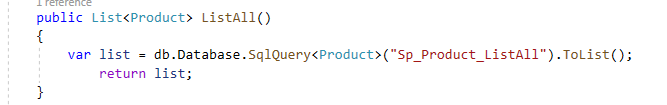 1 reference
public List<Product> ListAll()
{
var list = db.Database.SqlQuery<Product>("Sp_Product_ListAll").ToList();
return list;
}